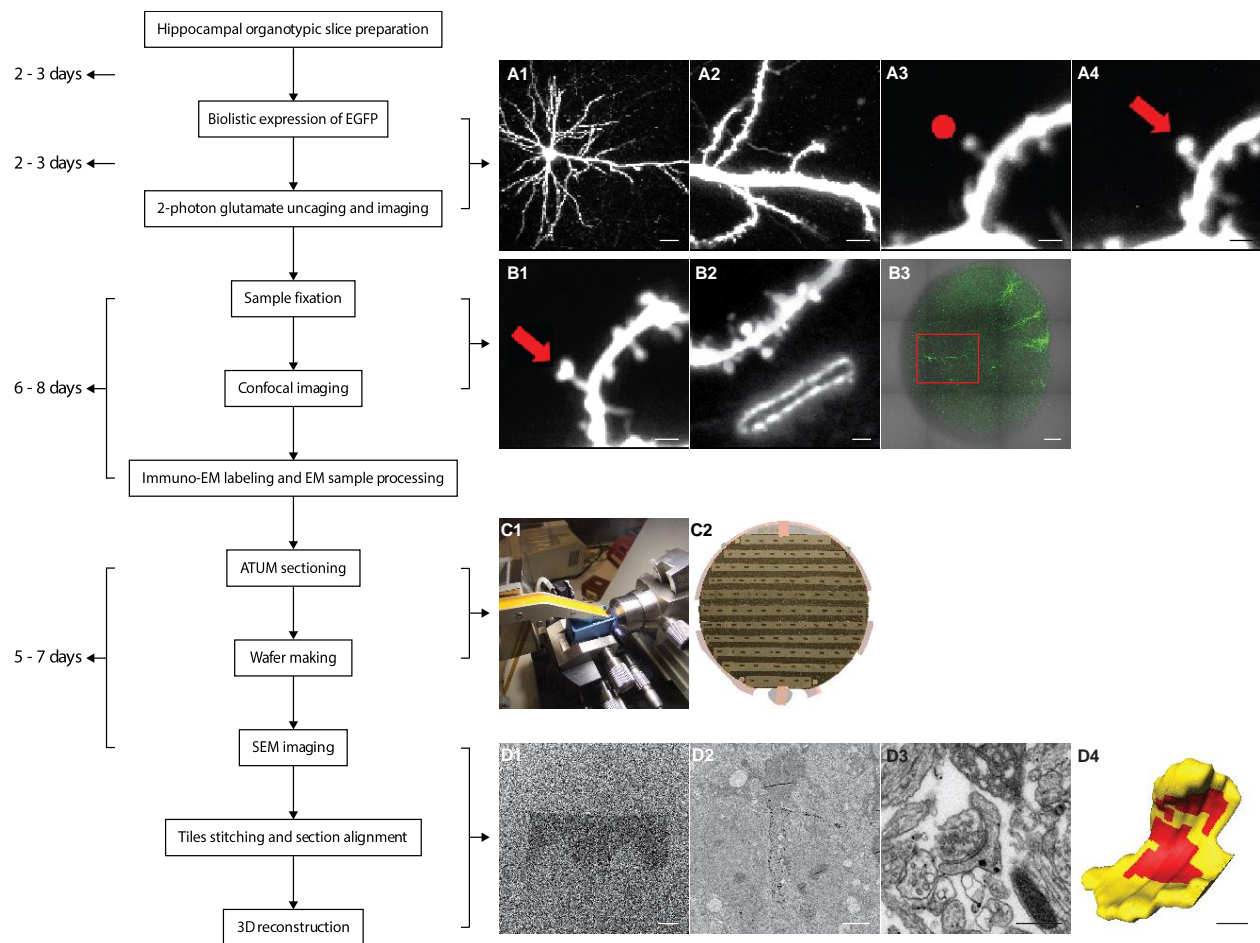 Hippocampal organotypic slice preparation
2 - 3 days
Biolistic expression of EGFP
2 - 3 days
2-photon glutamate uncaging and imaging
A1 A2 A3 A4
Sample fixation
6 - 8 days
Confocal imaging
Immuno-EM labeling and EM sample processing
B1 B2 B3
ATUM sectioning
5 - 7 days
Wafer making
SEM imaging
C1 C2
Tiles stitching and section alignment
3D reconstruction
D1 D2 D3 D4